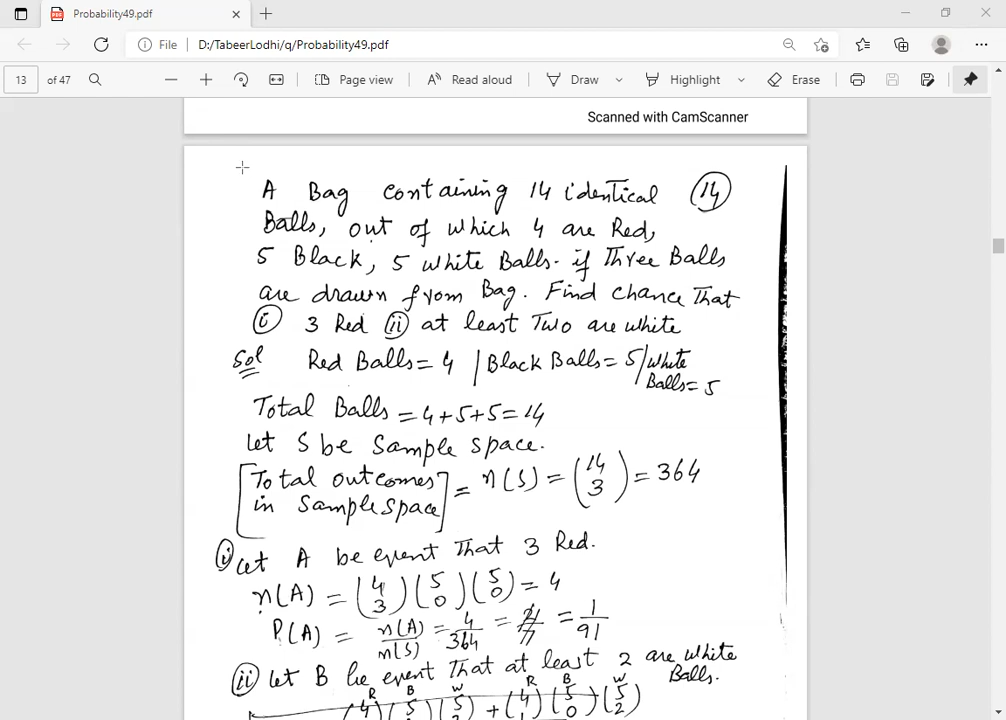 Probability49.pdf
File D:/TabeerLodhi/q/Probability49.pdf
13 of 47 Page view Read aloud Draw Highlight Erase
Scanned with CamScanner
A Bag containing 14 identical (14)
Balls, out of which 4 are Red,
5 Black, 5 white Balls. if Three Balls
are drawn from Bag. Find chance That
(i) 3 Red (ii) at least Two are white
Sol Red Balls = 4 | Black Balls = 5 | White Balls = 5
Total Balls = 4+5+5 = 14
Let S be Sample space.
[Total outcomes in Sample space] = n(S) = (14 3) = 364
(i) Let A be event That 3 Red.
n(A) = (4 3)(5 0)(5 0) = 4
P(A) = n(A)/n(S) = 4/364 = = 1/91
(ii) Let B be event That at least 2 are white Balls.
R B W R B W
+ (5 0)(5 2)